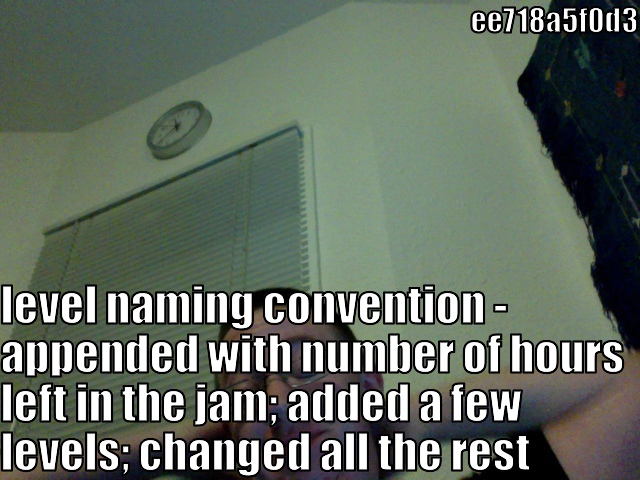 ee718a5f0d3
level naming convention -
appended with number of hours
left in the jam; added a few
levels; changed all the rest